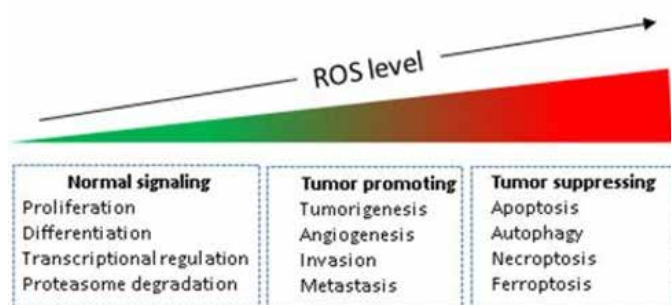 ROS level
Normal signaling
Proliferation
Differentiation
Transcriptional regulation
Proteasome degradation
Tumor promoting
Tumorigenesis
Angiogenesis
Invasion
Metastasis
Tumor suppressing
Apoptosis
Autophagy
Necroptosis
Ferroptosis